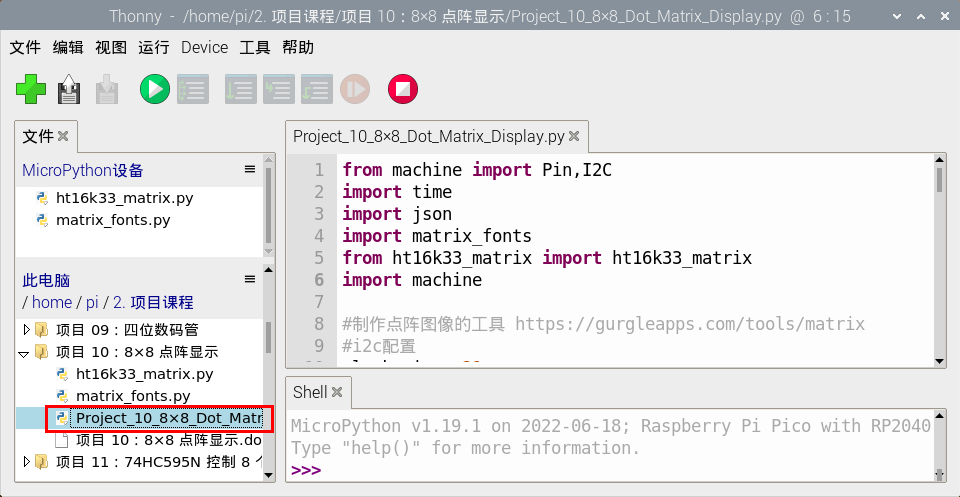 Thonny - /home/pi/2. 项目课程/项目 10：8×8 点阵显示/Project_10_8×8_Dot_Matrix_Display.py @ 6 : 15
文件 编辑 视图 运行 Device 工具 帮助
文件
MicroPython设备
ht16k33_matrix.py
matrix_fonts.py
此电脑
/ home / pi / 2. 项目课程
项目 09：四位数码管
项目 10：8×8 点阵显示
ht16k33_matrix.py
matrix_fonts.py
Project_10_8×8_Dot_Matr
项目 10：8×8 点阵显示.do
项目 11：74HC595N 控制 8
Project_10_8×8_Dot_Matrix_Display.py
1 from machine import Pin,I2C
2 import time
3 import json
4 import matrix_fonts
5 from ht16k33_matrix import ht16k33_matrix
6 import machine
7
8 #制作点阵图像的工具 https://gurgleapps.com/tools/matrix
9 #i2c配置
Shell
MicroPython v1.19.1 on 2022-06-18; Raspberry Pi Pico with RP2040
Type "help()" for more information.
>>>